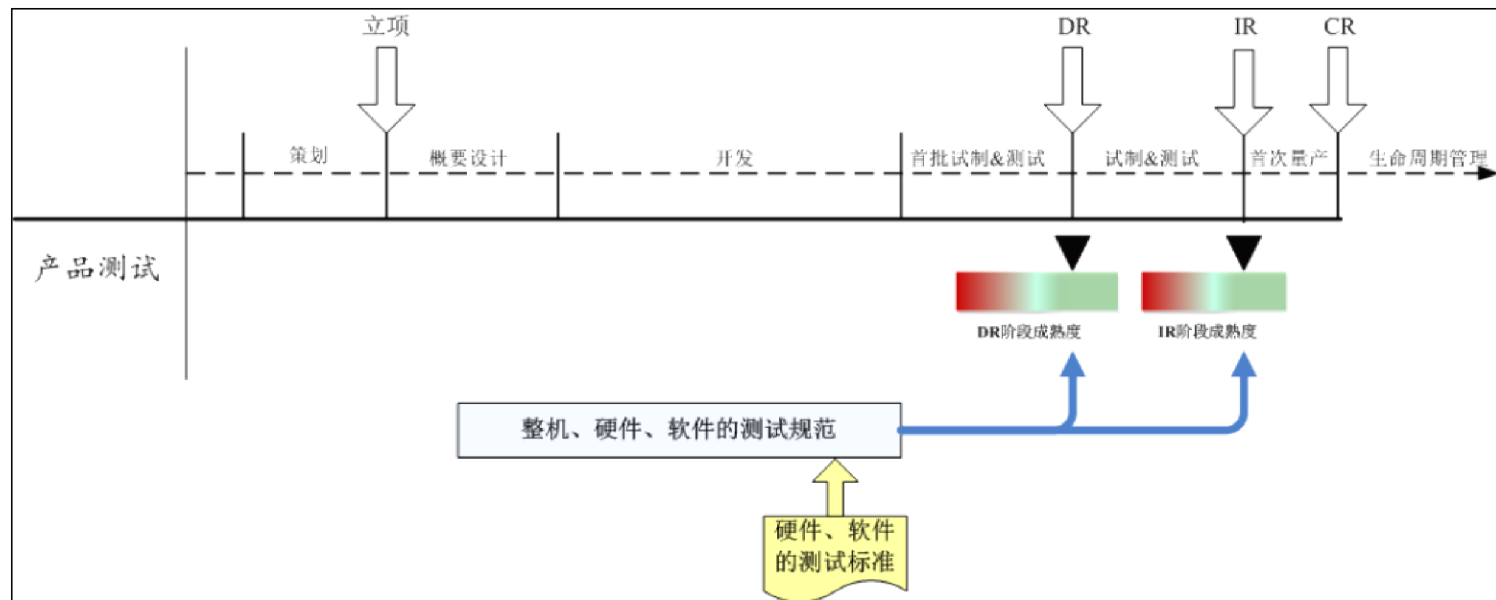 立项
DR
IR
CR
策划
概要设计
开发
首批试制&测试
试制&测试
首次量产
生命周期管理
产品测试
DR阶段成熟度
IR阶段成熟度
整机、硬件、软件的测试规范
硬件、软件
的测试标准